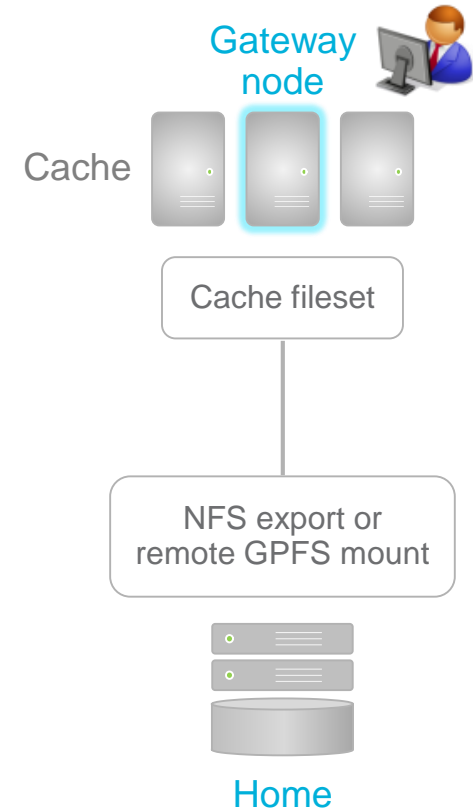 Gateway
node
Cache
Cache fileset
NFS export or
remote GPFS mount
Home